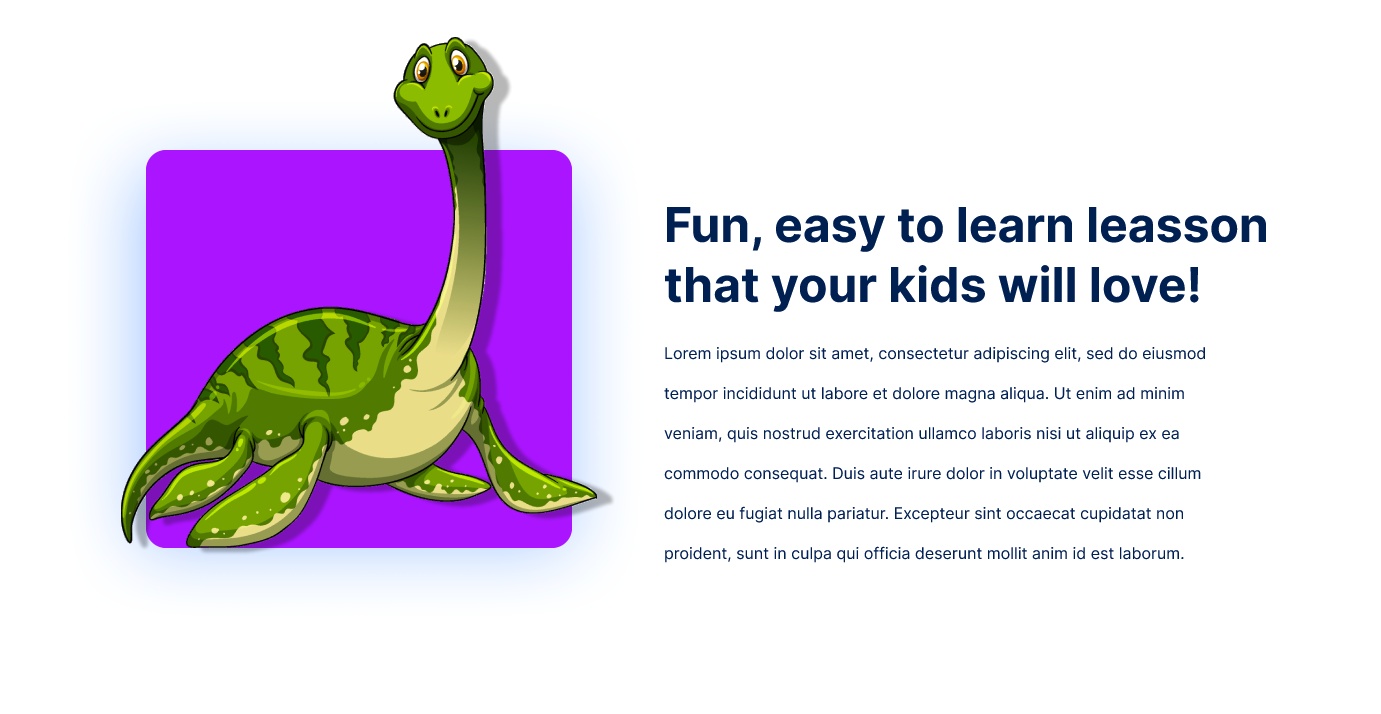 Fun, easy to learn leasson
that your kids will love!
Lorem ipsum dolor sit amet, consectetur adipiscing elit, sed do eiusmod
tempor incididunt ut labore et dolore magna aliqua. Ut enim ad minim
veniam, quis nostrud exercitation ullamco laboris nisi ut aliquip ex ea
commodo consequat. Duis aute irure dolor in voluptate velit esse cillum
dolore eu fugiat nulla pariatur. Excepteur sint occaecat cupidatat non
proident, sunt in culpa qui officia deserunt mollit anim id est laborum.